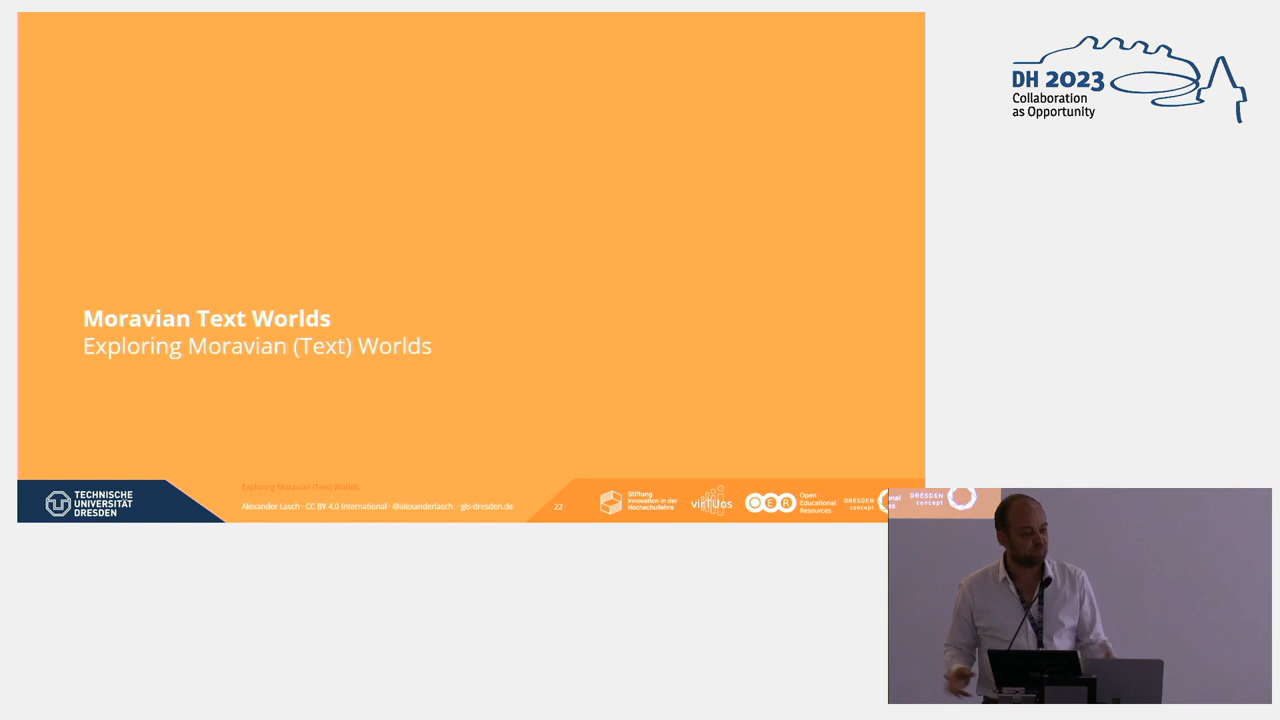 DH 2023
Collaboration
as Opportunity
Moravian Text Worlds
Exploring Moravian (Text) Worlds
TECHNISCHE
UNIVERSITÄT
DRESDEN
Exploring Moravian (Text) Worlds
Alexander Lasch · CC BY 4.0 International · @alexanderlasch · gls-dresden.de
22
Stiftung
Innovation in der
Hochschullehre
virTUos
OER
Open
Educational
Resources
DRESDEN
concept
DRESDEN
concept